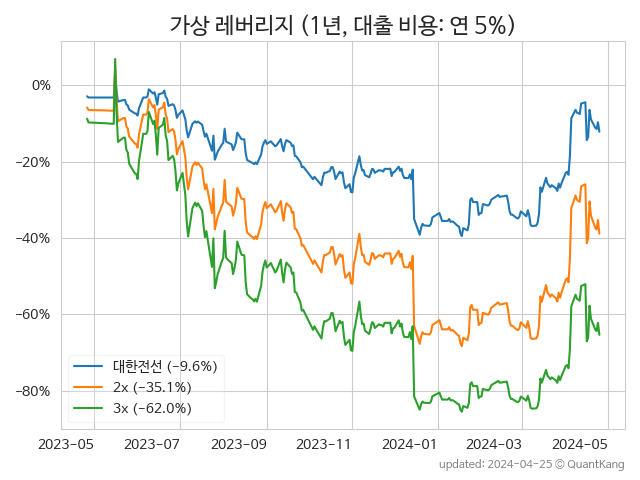 가상 레버리지 (1년, 대출 비용: 연 5%)
0%
−20%
−40%
−60%
−80%
대한전선 (−9.6%)
2x (−35.1%)
3x (−62.0%)
2023-05 2023-07 2023-09 2023-11 2024-01 2024-03 2024-05
updated: 2024-04-25 © QuantKang